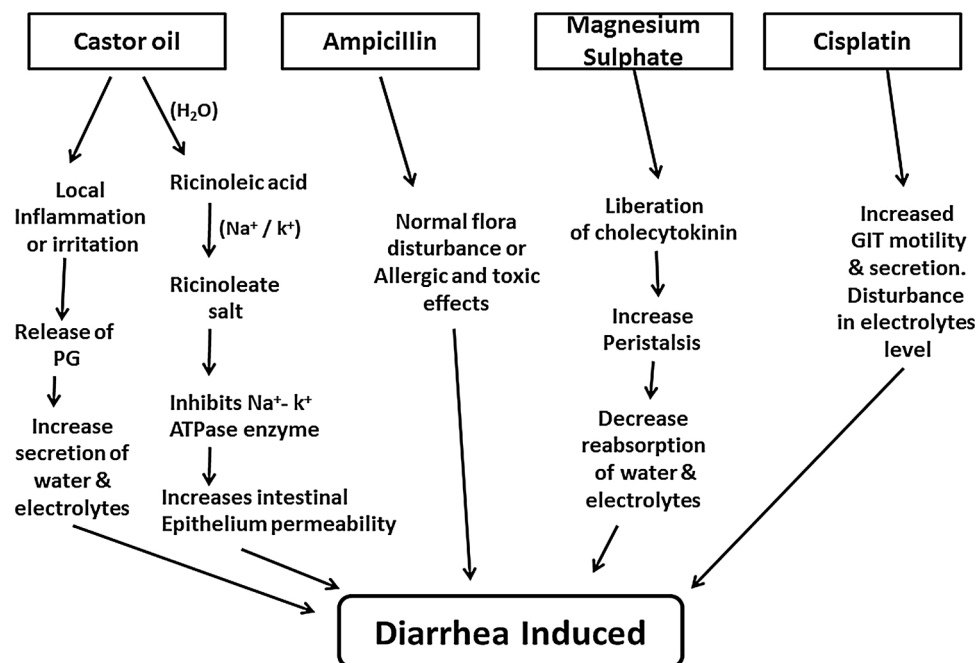 Castor oil
Ampicillin
Magnesium
Sulphate
Cisplatin
(H₂O)
Local
Inflammation
or irritation
Release of
PG
Increase
secretion of
water &
electrolytes
Ricinoleic acid
(Na⁺ / k⁺)
Ricinoleate
salt
Inhibits Na⁺- k⁺
ATPase enzyme
Increases intestinal
Epithelium permeability
Normal flora
disturbance or
Allergic and toxic
effects
Liberation
of cholecytokinin
Increase
Peristalsis
Decrease
reabsorption
of water &
electrolytes
Increased
GIT motility
& secretion.
Disturbance
in electrolytes
level
Diarrhea Induced